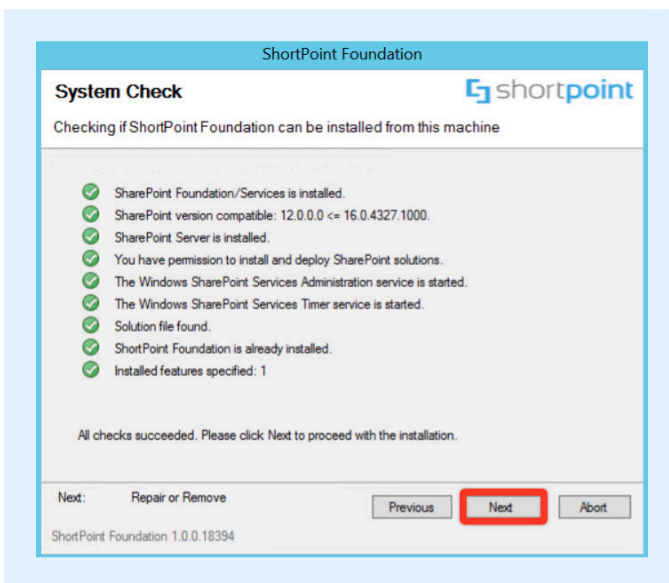 ShortPoint Foundation
System Check
shortpoint
Checking if ShortPoint Foundation can be installed from this machine
SharePoint Foundation/Services is installed.
SharePoint version compatible: 12.0.0.0 <= 16.0.4327.1000.
SharePoint Server is installed.
You have permission to install and deploy SharePoint solutions.
The Windows SharePoint Services Administration service is started.
The Windows SharePoint Services Timer service is started.
Solution file found.
ShortPoint Foundation is already installed.
Installed features specified: 1
All checks succeeded. Please click Next to proceed with the installation.
Next: Repair or Remove
Previous Next Abort
ShortPoint Foundation 1.0.0.18394